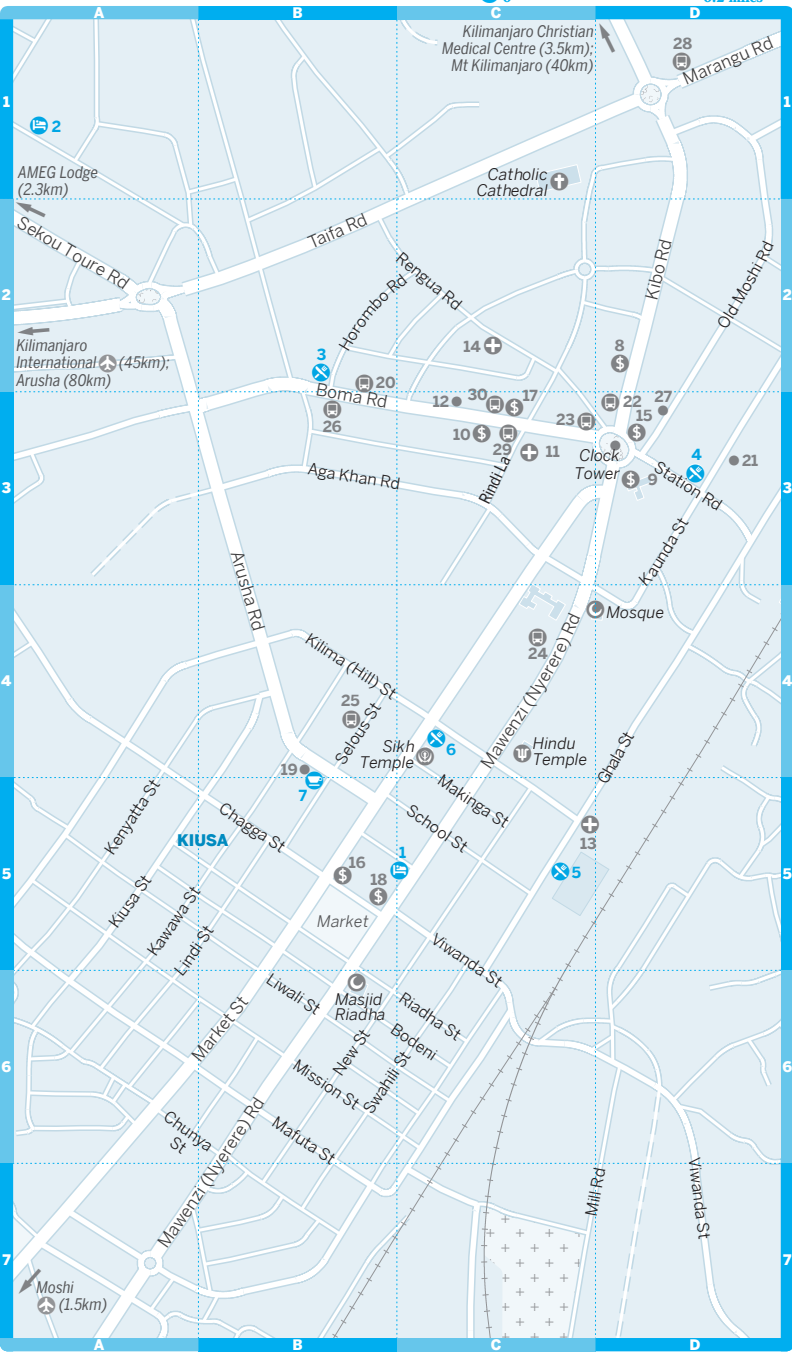 A
B
C
D
Kilimanjaro Christian
Medical Centre (3.5km);
Mt Kilimanjaro (40km)
28
Marangu Rd
1
1
2
AMEG Lodge
(2.3km)
Catholic
Cathedral
Sekou Toure Rd
Taifa Rd
Rengua Rd
Horombo Rd
Kibo Rd
Old Moshi Rd
2
2
Kilimanjaro
International
(45km);
Arusha (80km)
3
14
8
20
Boma Rd
26
12
30
17
22
27
23
15
10
29
11
Clock
Tower
4
21
9
Station Rd
3
3
Aga Khan Rd
Rindi La
Kaunda St
Arusha Rd
Mosque
24
Kilima (Hill) St
Mawenzi (Nyerere) Rd
4
4
25
Selous St
Sikh
Temple
6
Hindu
Temple
Ghala St
19
7
Makinga St
Kenyatta St
Chagga St
School St
13
KIUSA
1
16
18
5
5
5
Kiusa St
Kawawa St
Lindi St
Market
Viwanda St
Liwali St
Masjid
Riadha
Riadha St
Bodeni
Market St
New St
Swahili St
Mission St
6
6
Chunya
St
Mafuta St
Mawenzi (Nyerere) Rd
Mill Rd
Viwanda St
7
7
Moshi
(1.5km)
A
B
C
D